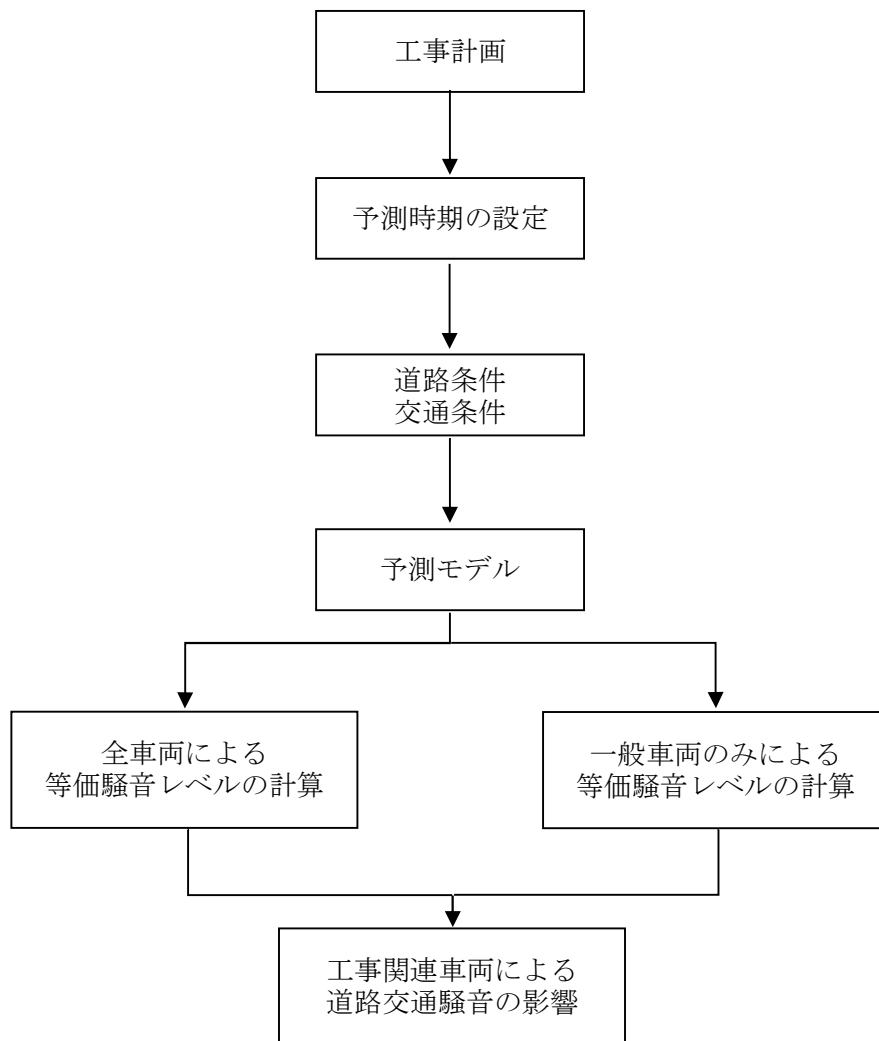 工事計画
予測時期の設定
道路条件
交通条件
予測モデル
全車両による
等価騒音レベルの計算
一般車両のみによる
等価騒音レベルの計算
工事関連車両による
道路交通騒音の影響